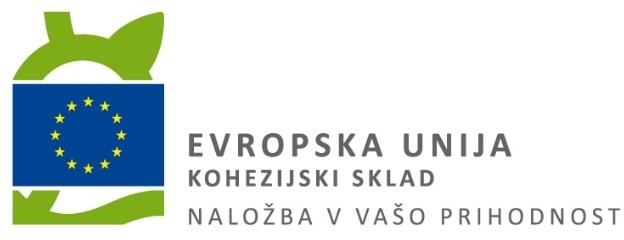 EVROPSKA UNIJA
KOHEZIJSKI SKLAD
NALOŽBA V VAŠO PRIHODNOST